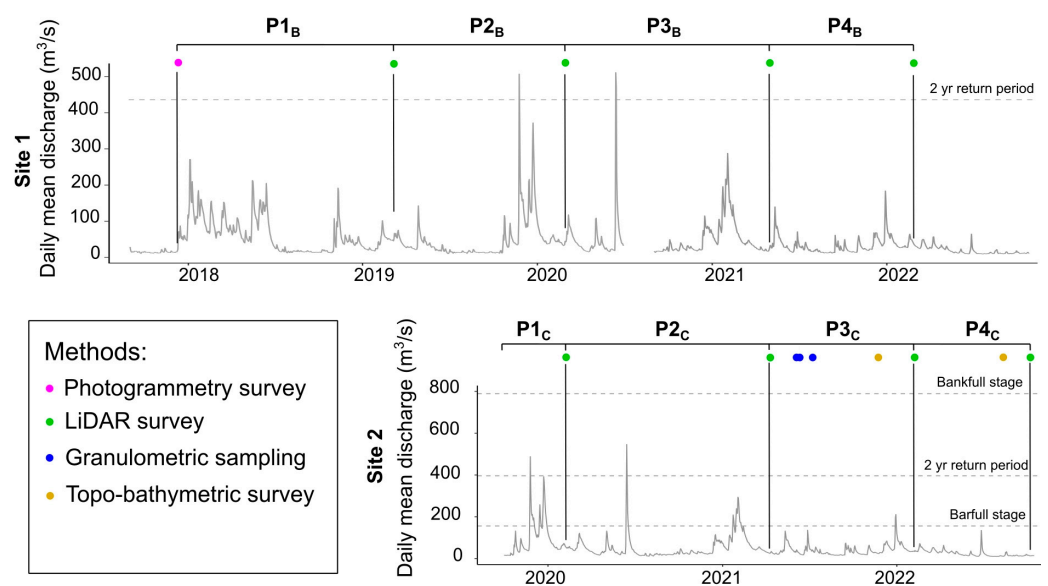 P1B P2B P3B P4B
Site 1
Daily mean discharge (m³/s)
500
400
300
200
100
0
2 yr return period
2018 2019 2020 2021 2022
Methods:
Photogrammetry survey
LiDAR survey
Granulometric sampling
Topo-bathymetric survey
P1C P2C P3C P4C
Site 2
Daily mean discharge (m³/s)
800
600
400
200
0
Bankfull stage
2 yr return period
Barfull stage
2020 2021 2022